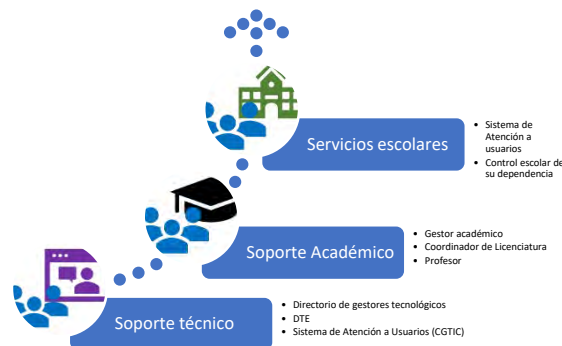 Servicios escolares
• Sistema de
Atención a
usuarios
• Control escolar de
su dependencia
Soporte Académico
• Gestor académico
• Coordinador de Licenciatura
• Profesor
Soporte técnico
• Directorio de gestores tecnológicos
• DTE
• Sistema de Atención a Usuarios (CGTIC)